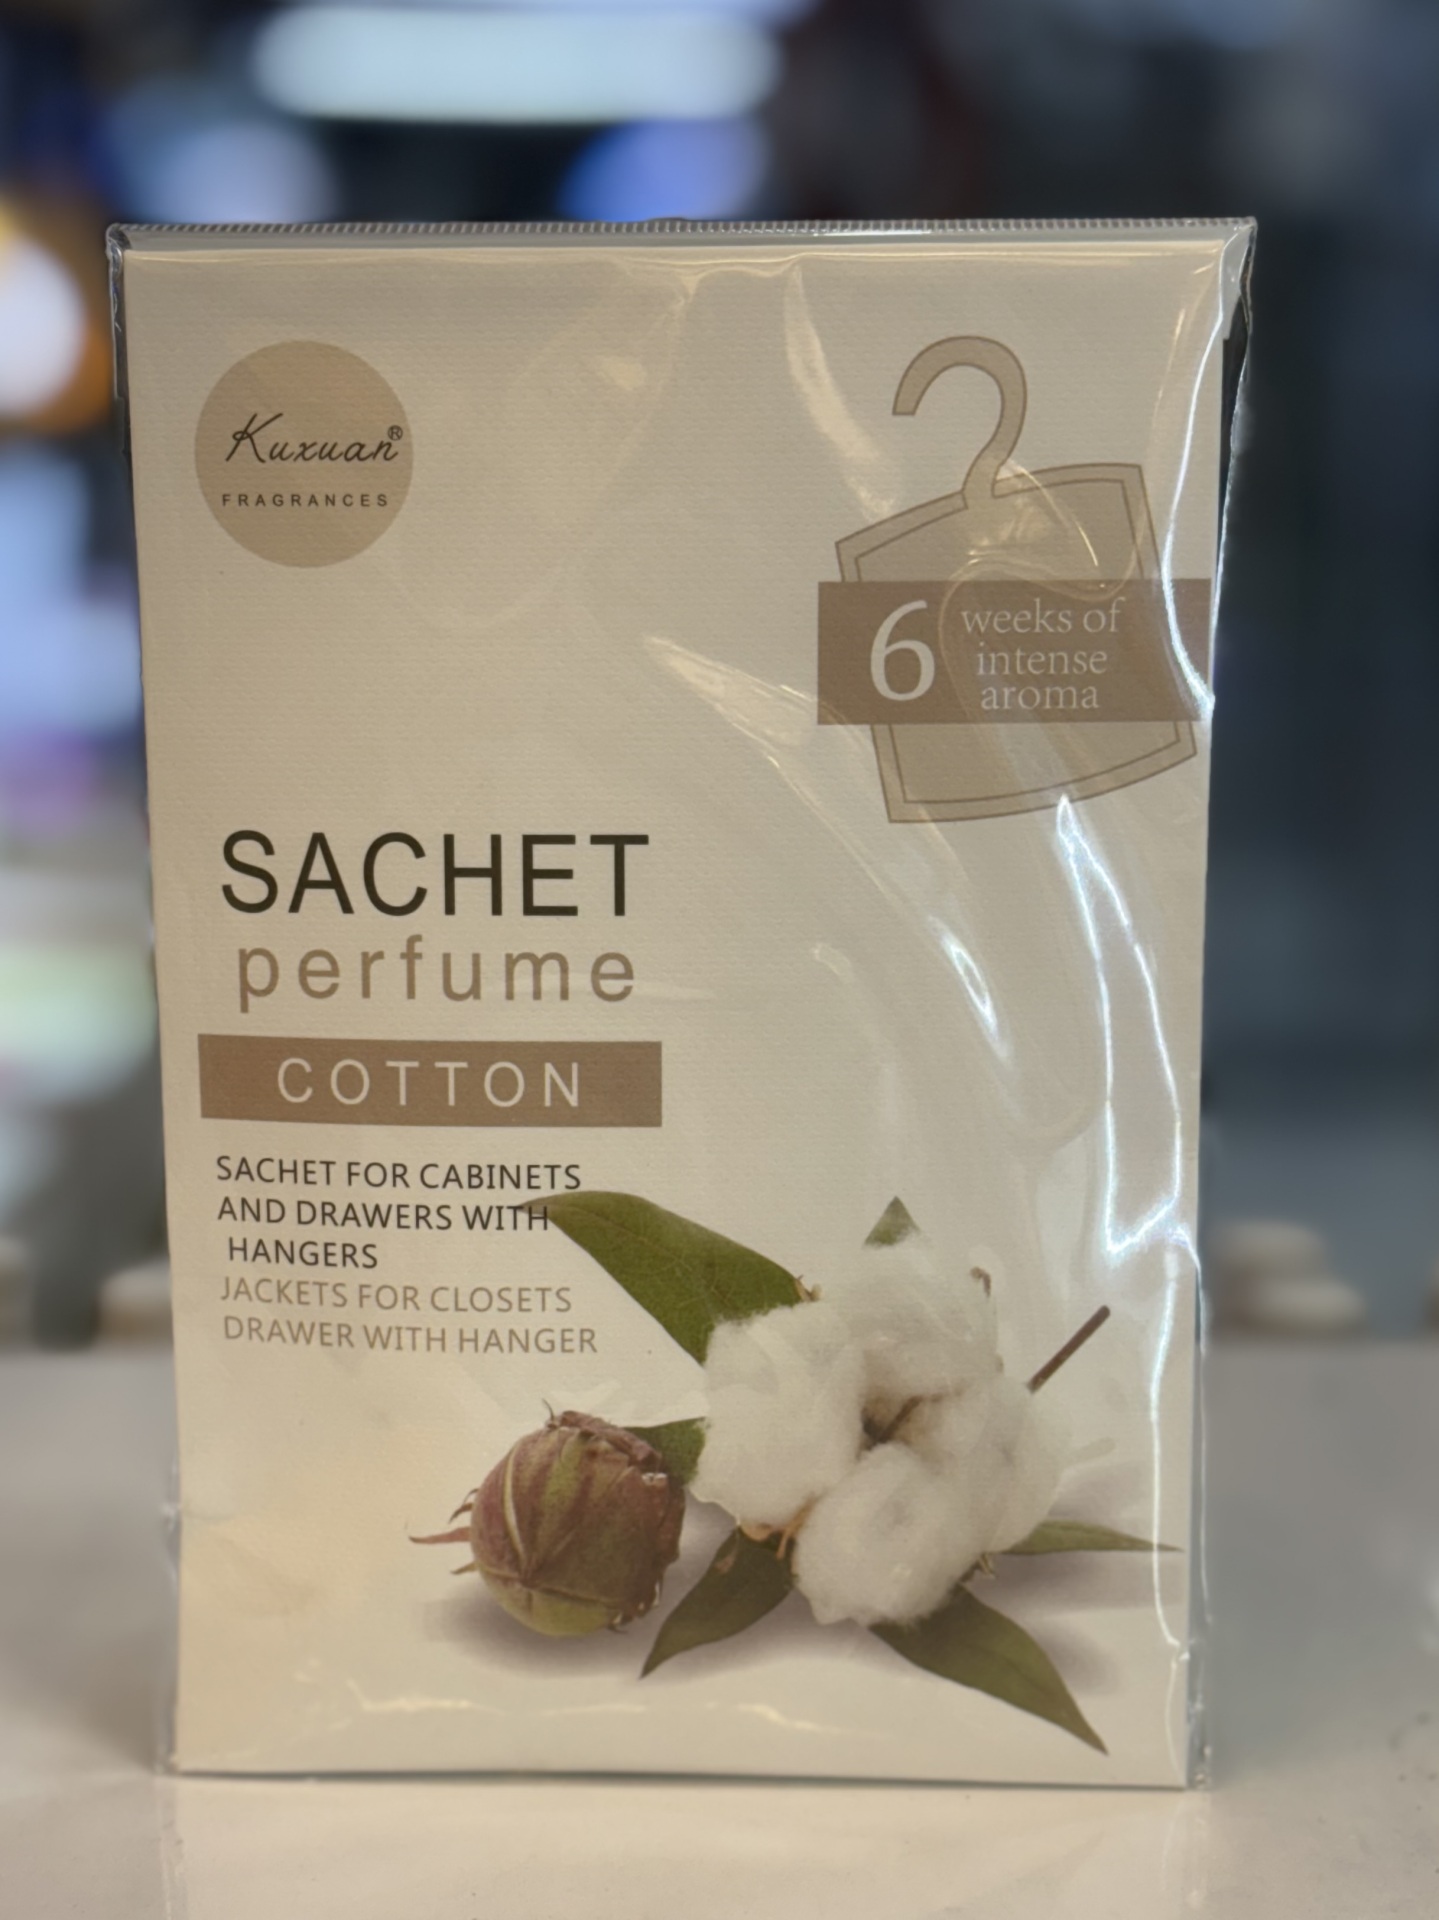 Kuxuan®
FRAGRANCES
6 weeks of
intense
aroma
SACHET
perfume
COTTON
SACHET FOR CABINETS
AND DRAWERS WITH
HANGERS
JACKETS FOR CLOSETS
DRAWER WITH HANGER